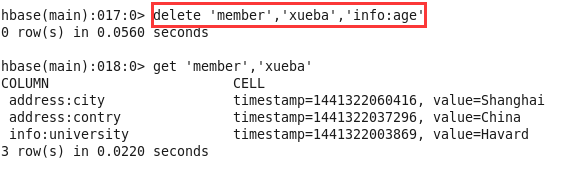 hbase(main):017:0> delete 'member','xueba','info:age'
0 row(s) in 0.0560 seconds
hbase(main):018:0> get 'member','xueba'
COLUMN CELL
address:city timestamp=1441322060416, value=Shanghai
address:contry timestamp=1441322037296, value=China
info:university timestamp=1441322003869, value=Havard
3 row(s) in 0.0220 seconds